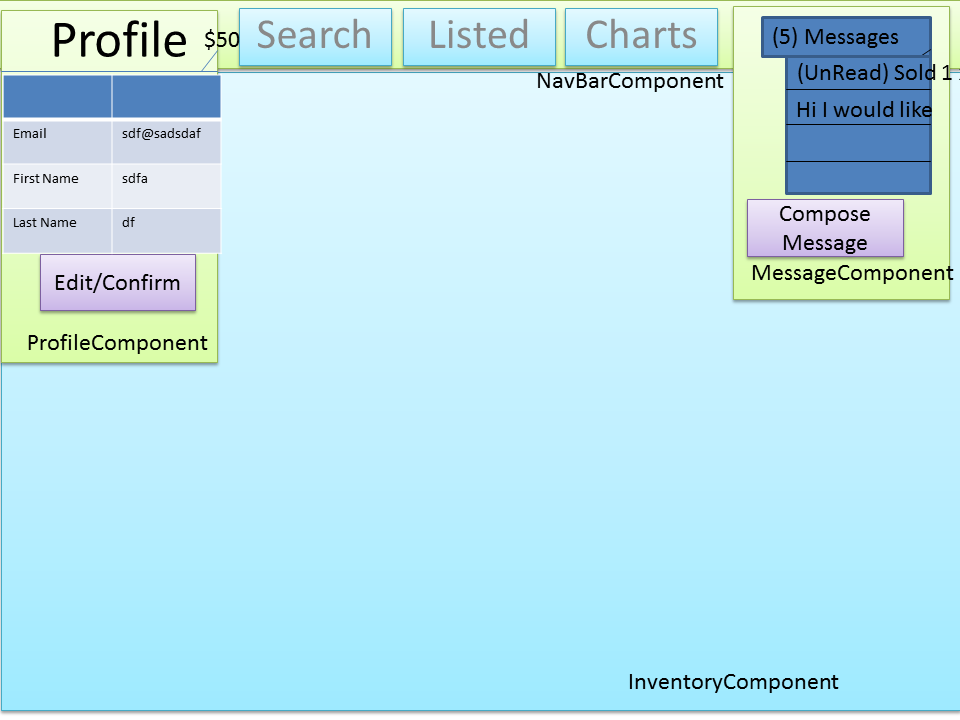 Profile
$50
Search
Listed
Charts
(5) Messages
NavBarComponent
(UnRead) Sold 1
Hi I would like
Email
sdf@sadsdaf
First Name
sdfa
Last Name
df
Compose
Message
MessageComponent
Edit/Confirm
ProfileComponent
InventoryComponent